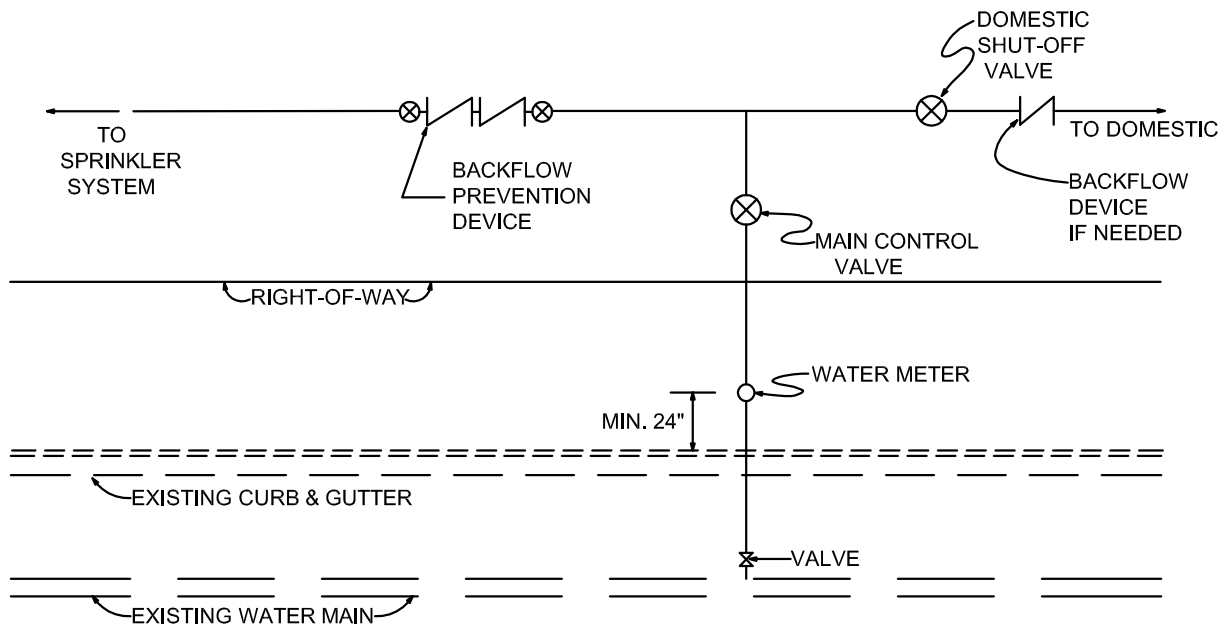 DOMESTIC
SHUT-OFF
VALVE
TO
SPRINKLER
SYSTEM
BACKFLOW
PREVENTION
DEVICE
TO DOMESTIC
BACKFLOW
DEVICE
IF NEEDED
MAIN CONTROL
VALVE
RIGHT-OF-WAY
WATER METER
MIN. 24"
EXISTING CURB & GUTTER
VALVE
EXISTING WATER MAIN